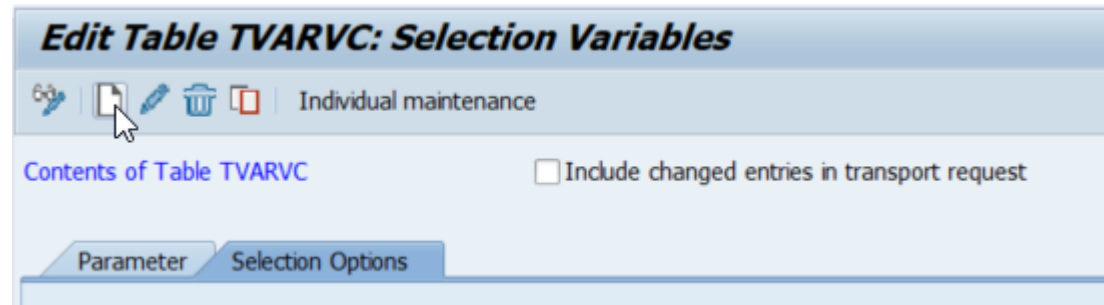 Edit Table TVARVC: Selection Variables
Individual maintenance
Contents of Table TVARVC
Include changed entries in transport request
Parameter
Selection Options